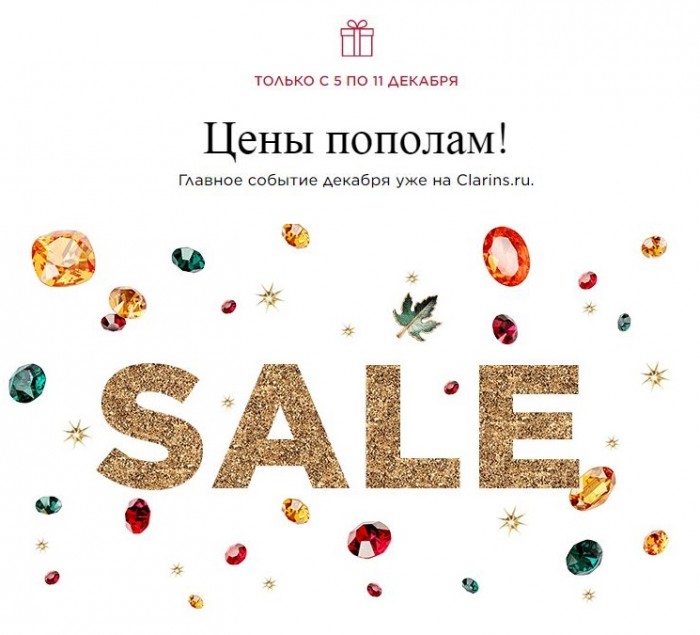 ТОЛЬКО С 5 ПО 11 ДЕКАБРЯ
Цены пополам!
Главное событие декабря уже на Clarins.ru.
SALE